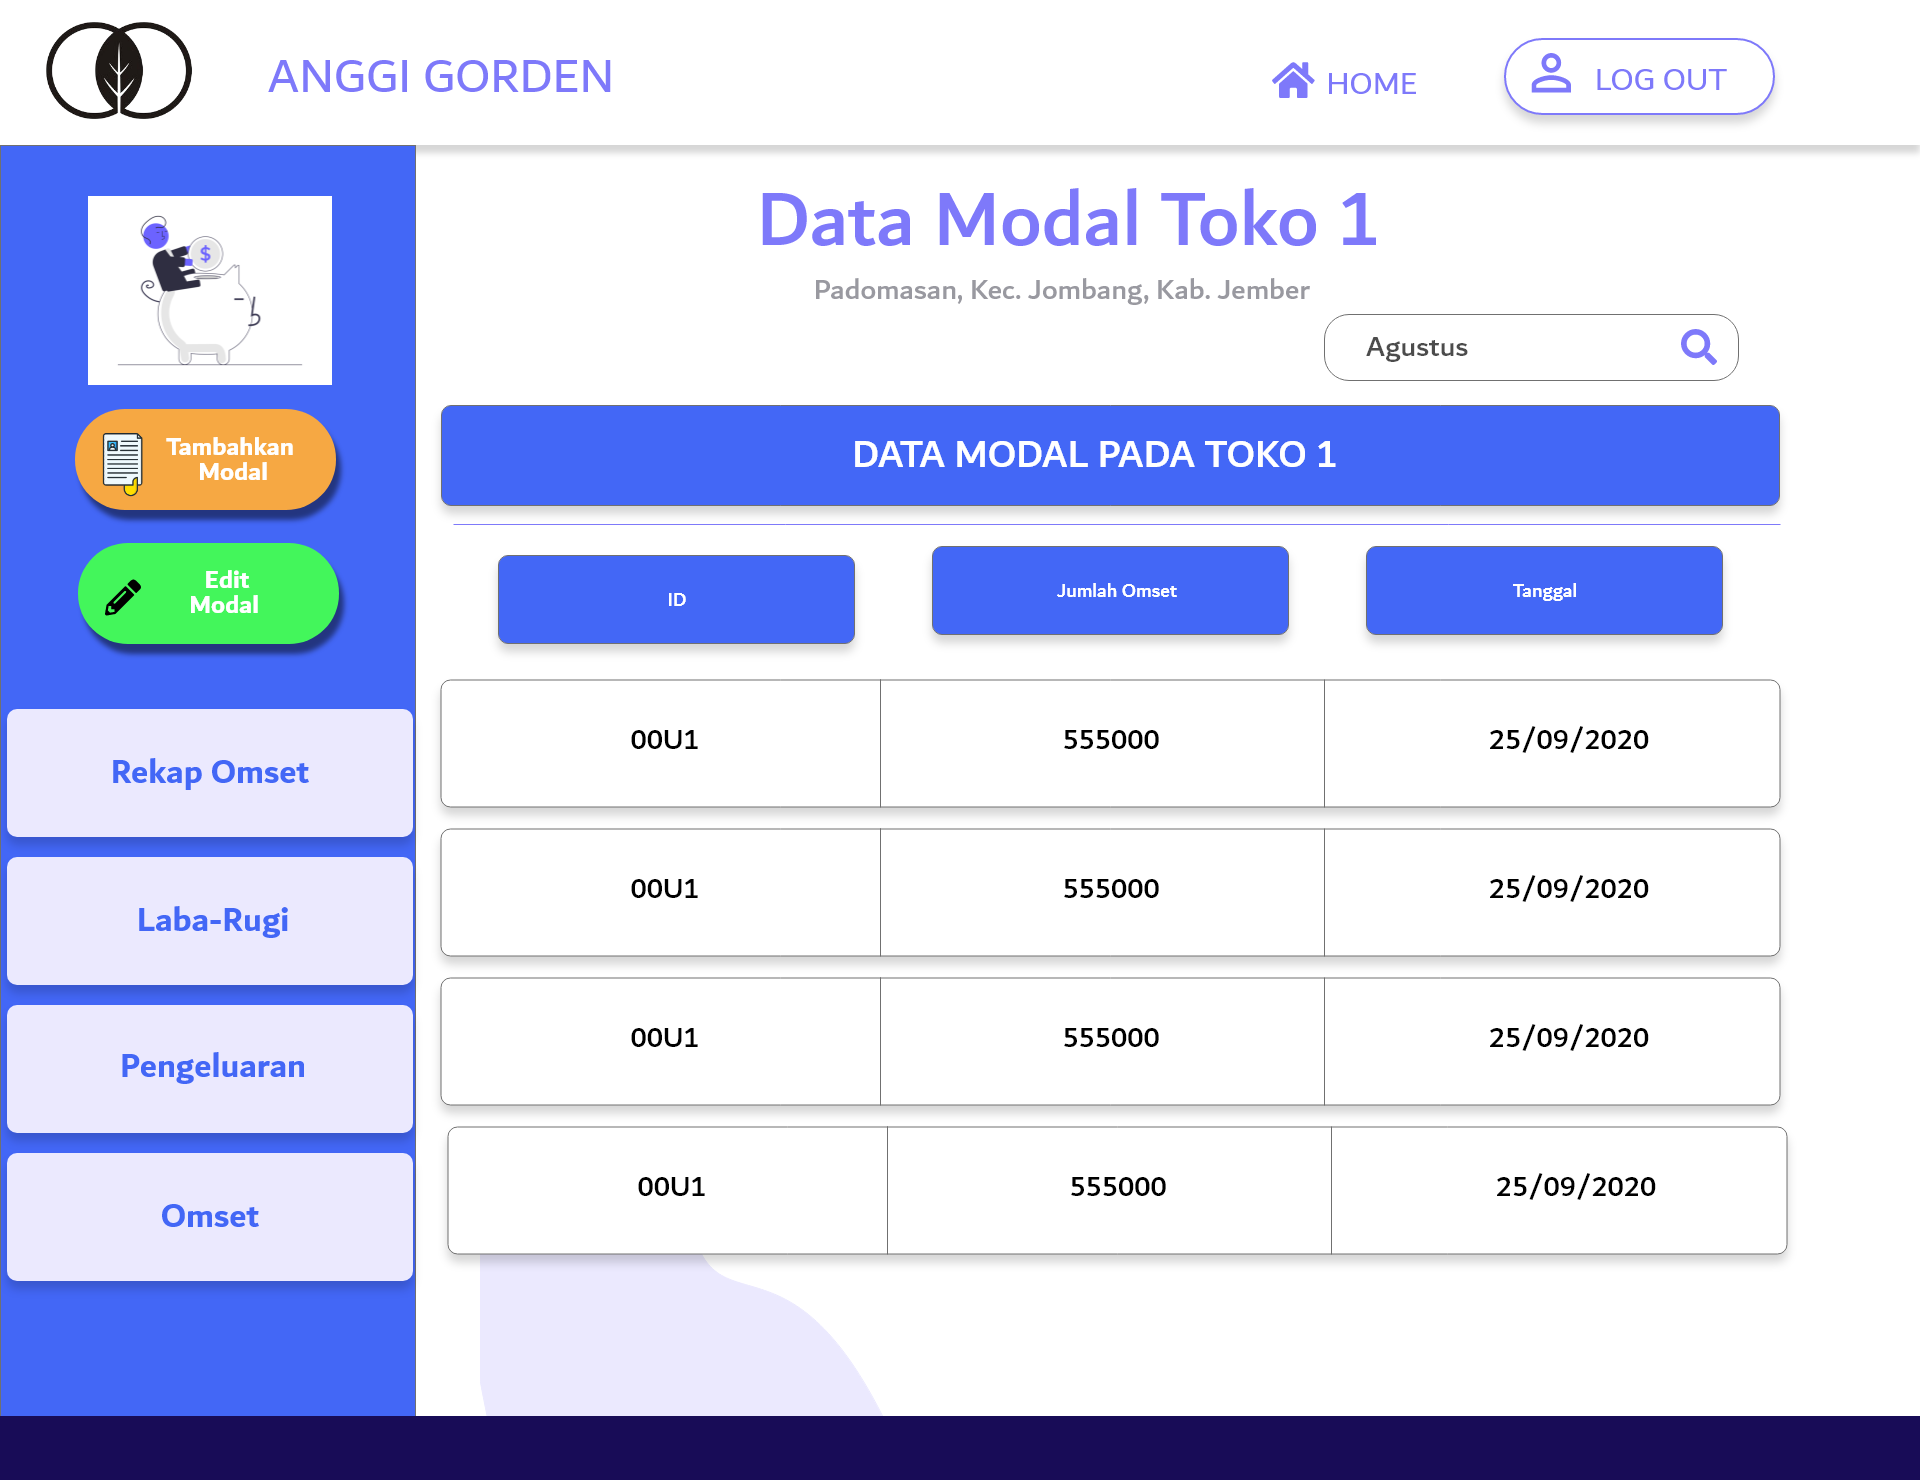 ANGGI GORDEN
HOME
LOG OUT
Data Modal Toko 1
Padomasan, Kec. Jombang, Kab. Jember
Agustus
$
Tambahkan
Modal
Edit
Modal
Rekap Omset
Laba-Rugi
Pengeluaran
Omset
DATA MODAL PADA TOKO 1
ID
Jumlah Omset
Tanggal
00U1 555000 25/09/2020
00U1 555000 25/09/2020
00U1 555000 25/09/2020
00U1 555000 25/09/2020